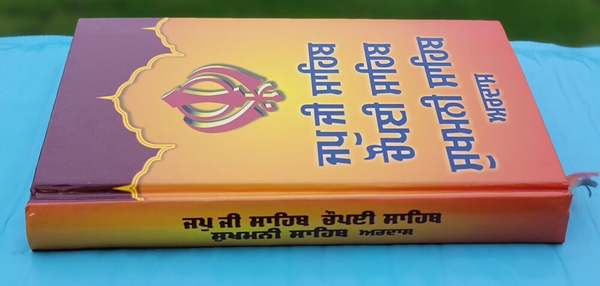 ਜਪੁ ਜੀ ਸਾਹਿਬ
ਚੌਪਈ ਸਾਹਿਬ
ਸੁਖਮਨੀ ਸਾਹਿਬ
ਅਰਦਾਸ
ਜਪੁ ਜੀ ਸਾਹਿਬ ਚੌਪਈ ਸਾਹਿਬ
ਸੁਖਮਨੀ ਸਾਹਿਬ ਅਰਦਾਸ